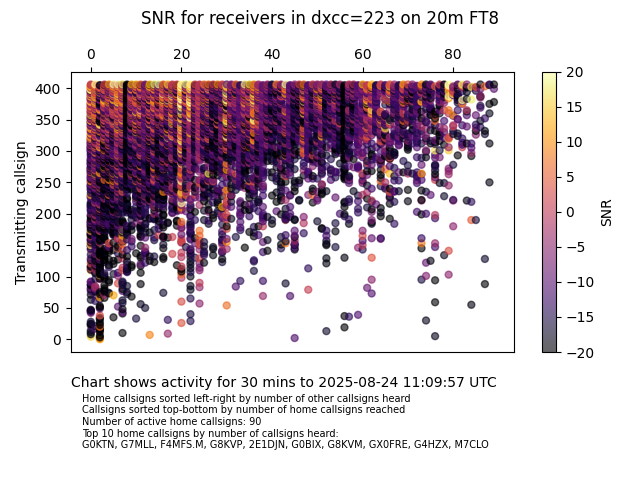 SNR for receivers in dxcc=223 on 20m FT8
0 20 40 60 80
400
350
300
250
200
150
100
50
0
Transmitting callsign
20
15
10
5
0
−5
−10
−15
−20
SNR
Chart shows activity for 30 mins to 2025-08-24 11:09:57 UTC
Home callsigns sorted left-right by number of other callsigns heard
Callsigns sorted top-bottom by number of home callsigns reached
Number of active home callsigns: 90
Top 10 home callsigns by number of callsigns heard:
G0KTN, G7MLL, F4MFS.M, G8KVP, 2E1DJN, G0BIX, G8KVM, GX0FRE, G4HZX, M7CLO